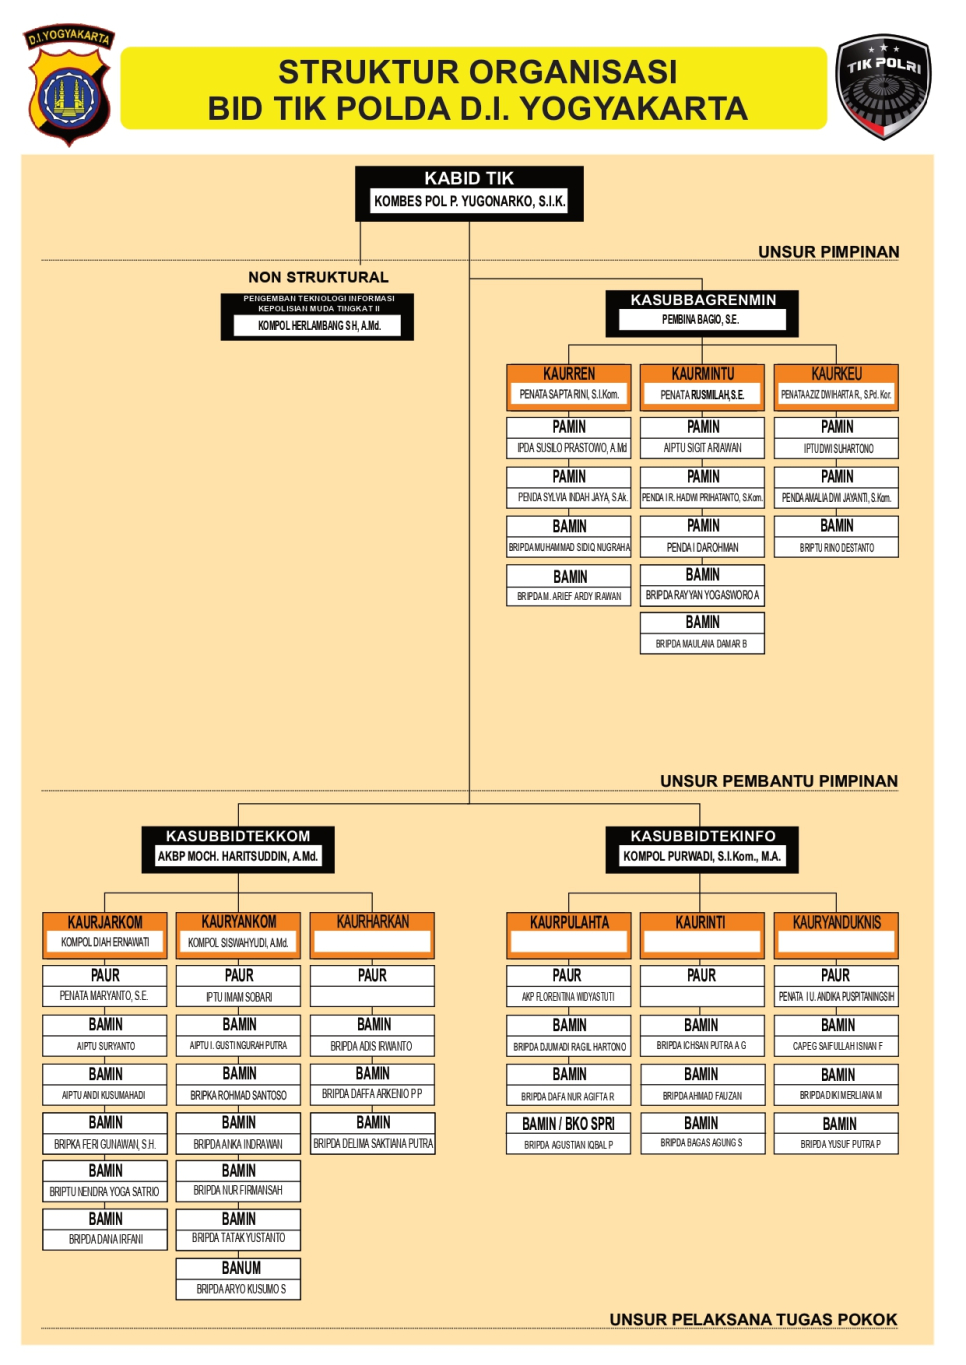 D.I.YOGYAKARTA
STRUKTUR ORGANISASI
BID TIK POLDA D.I. YOGYAKARTA
TIK POLRI
KABID TIK
KOMBES POL P. YUGONARKO, S.I.K.
UNSUR PIMPINAN
NON STRUKTURAL
PENGEMBAN TEKNOLOGI INFORMASI
KEPOLISIAN MUDA TINGKAT II
KOMPOL HERLAMBANG S H, A.Md.
KASUBBAGRENMIN
PEMBINA BAGIO, S.E.
KAURREN
PENATA SAPTA RINI, S.I.Kom.
PAMIN
IPDA SUSILO PRASTOWO, A.Md
PAMIN
PENDA SYLVIA INDAH JAYA, S.Ak.
BAMIN
BRIPDA MUHAMMAD SIDIQ NUGRAHA
BAMIN
BRIPDA M. ARIEF ARDY IRAWAN
KAURMINTU
PENATA RUSMILAH,S.E.
PAMIN
AIPTU SIGIT ARIAWAN
PAMIN
PENDA I R. HADWI PRIHATANTO, S.Kom.
PAMIN
PENDA I DAROHMAN
BAMIN
BRIPDA RAYYAN YOGASWORO A
BAMIN
BRIPDA MAULANA DAMAR B
KAURKEU
PENATA AZIZ DWIHARTA R., S.Pd. Kor.
PAMIN
IPTU DWI SUHARTONO
PAMIN
PENDA AMALIA DWI JAYANTI, S.Kom.
BAMIN
BRIPTU RINO DESTANTO
UNSUR PEMBANTU PIMPINAN
KASUBBIDTEKKOM
AKBP MOCH. HARITSUDDIN, A.Md.
KAURJARKOM
KOMPOL DIAH ERNAWATI
PAUR
PENATA MARYANTO, S.E.
BAMIN
AIPTU SURYANTO
BAMIN
AIPTU ANDI KUSUMAHADI
BAMIN
BRIPKA FERI GUNAWAN, S.H.
BAMIN
BRIPTU NENDRA YOGA SATRIO
BAMIN
BRIPDA DANA IRFANI
KAURYANKOM
KOMPOL SISWAHYUDI, A.Md.
PAUR
IPTU IMAM SOBARI
BAMIN
AIPTU I. GUSTI NGURAH PUTRA
BAMIN
BRIPKA ROHMAD SANTOSO
BAMIN
BRIPDA ANKA INDRAWAN
BAMIN
BRIPDA NUR FIRMANSAH
BAMIN
BRIPDA TATAK YUSTANTO
BANUM
BRIPDA ARYO KUSUMO S
KAURHARKAN
PAUR
BAMIN
BRIPDA ADIS IRWANTO
BAMIN
BRIPDA DAFFA ARKENIO P P
BAMIN
BRIPDA DELIMA SAKTIANA PUTRA
KASUBBIDTEKINFO
KOMPOL PURWADI, S.I.Kom., M.A.
KAURPULAHTA
PAUR
AKP FLORENTINA WIDYASTUTI
BAMIN
BRIPDA DJUMADI RAGIL HARTONO
BAMIN
BRIPDA DAFA NUR AGIFTA R
BAMIN / BKO SPRI
BRIPDA AGUSTIAN IQBAL P
KAURINTI
PAUR
BAMIN
BRIPDA ICHSAN PUTRA A G
BAMIN
BRIPDA AHMAD FAUZAN
BAMIN
BRIPDA BAGAS AGUNG S
KAURYANDUKNIS
PAUR
PENATA I U. ANDIKA PUSPITANINGSIH
BAMIN
CAPEG SAIFULLAH ISNAN F
BAMIN
BRIPDA DIKI MERLIANA M
BAMIN
BRIPDA YUSUF PUTRA P
UNSUR PELAKSANA TUGAS POKOK